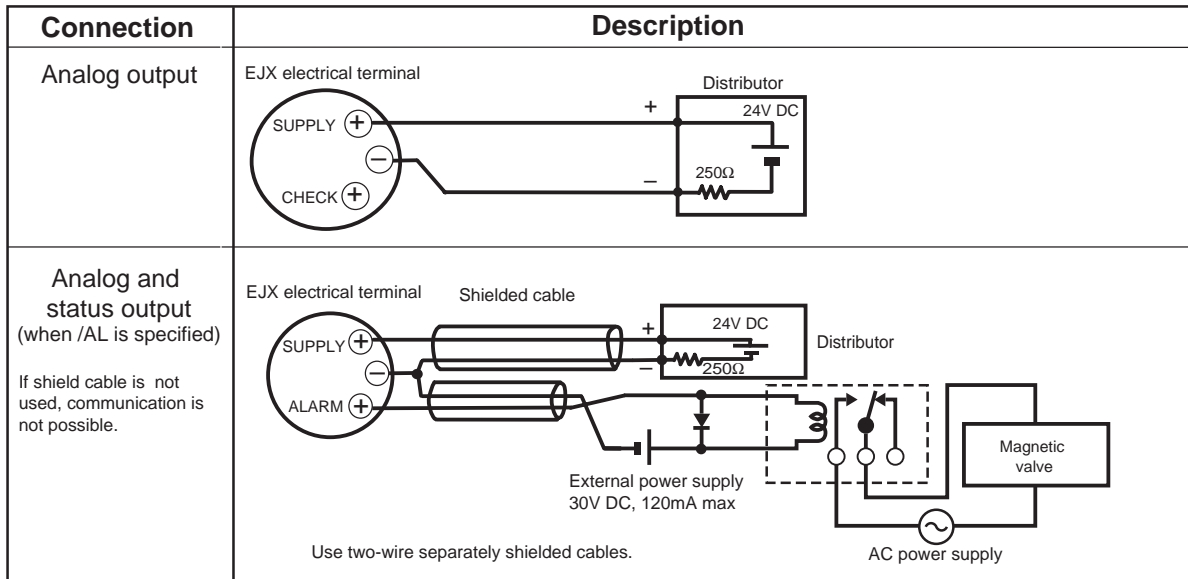 Connection
Description
Analog output
EJX electrical terminal
SUPPLY +
−
CHECK +
+
−
Distributor
24V DC
250Ω
Analog and
status output
(when /AL is specified)
If shield cable is not
used, communication is
not possible.
EJX electrical terminal
Shielded cable
SUPPLY +
−
ALARM +
+
−
24V DC
250Ω
Distributor
External power supply
30V DC, 120mA max
Magnetic
valve
AC power supply
Use two-wire separately shielded cables.